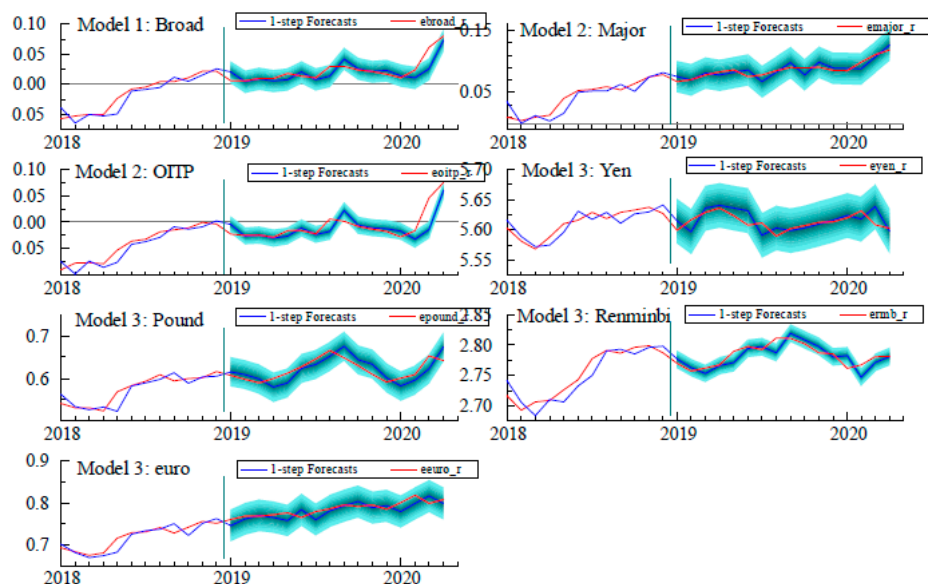 Model 1: Broad
1-step Forecasts ebroad_r
0.10
0.05
0.00
0.05
2018 2019 2020
Model 2: Major
1-step Forecasts emajor_r
0.15
0.05
2018 2019 2020
Model 2: OITP
1-step Forecasts eoitp_r
0.10
0.05
0.00
0.05
2018 2019 2020
Model 3: Yen
1-step Forecasts eyen_r
5.70
5.65
5.60
5.55
2018 2019 2020
Model 3: Pound
1-step Forecasts epound_r
0.7
0.6
2018 2019 2020
Model 3: Renminbi
1-step Forecasts ermb_r
2.85
2.80
2.75
2.70
2018 2019 2020
Model 3: euro
1-step Forecasts eeuro_r
0.9
0.8
0.7
2018 2019 2020